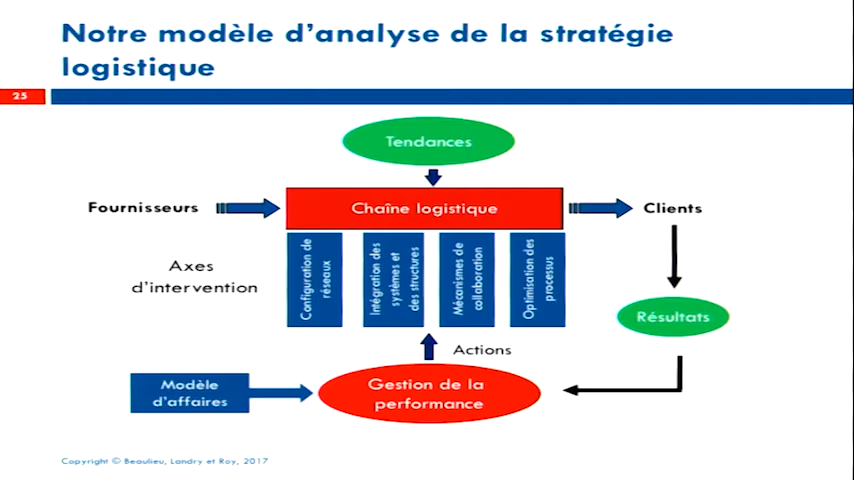 Notre modèle d'analyse de la stratégie
logistique
25
Tendances
Fournisseurs
Chaîne logistique
Clients
Axes
d'intervention
Configuration de
réseaux
Intégration des
systèmes et
des structures
Mécanismes de
collaboration
Optimisation des
processus
Résultats
Actions
Modèle
d'affaires
Gestion de la
performance
Copyright © Beaulieu, Landry et Roy, 2017